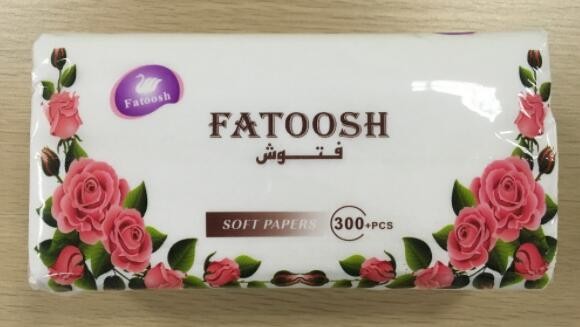 Fatoosh
FATOOSH
فتوش
SOFT PAPERS
300+PCS